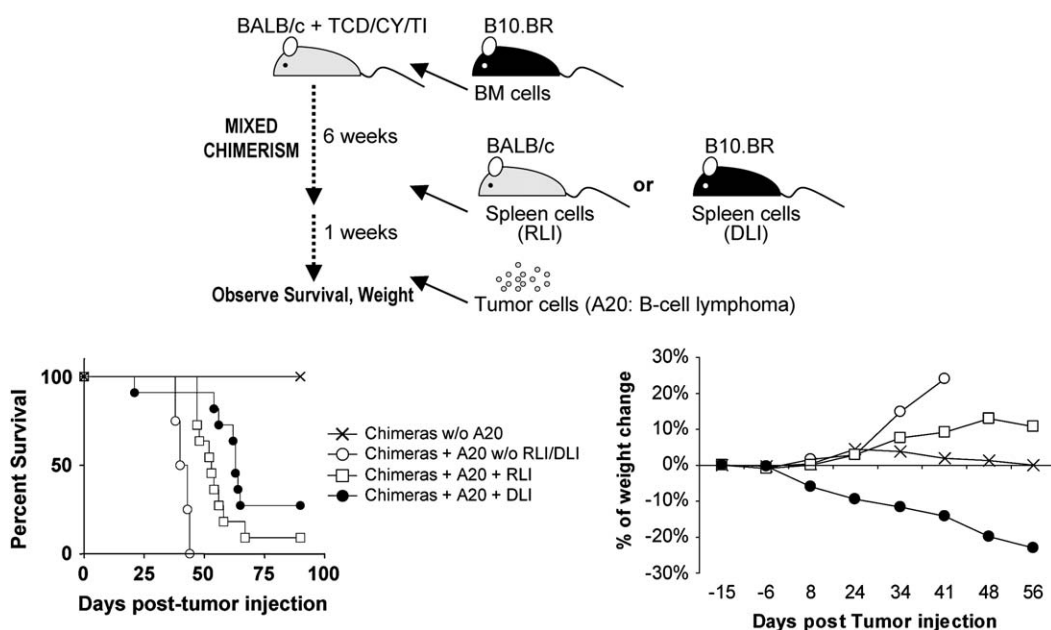 BALB/c + TCD/CY/TI
B10.BR
BM cells
MIXED
CHIMERISM
6 weeks
BALB/c
or
B10.BR
Spleen cells
(RLI)
Spleen cells
(DLI)
1 weeks
Observe Survival, Weight
Tumor cells (A20: B-cell lymphoma)
Percent Survival
100
50
0
0
25
50
75
100
Days post-tumor injection
Chimeras w/o A20
Chimeras + A20 w/o RLI/DLI
Chimeras + A20 + RLI
Chimeras + A20 + DLI
% of weight change
30%
20%
10%
0%
-10%
-20%
-30%
-15
-6
8
24
34
41
48
56
Days post Tumor injection